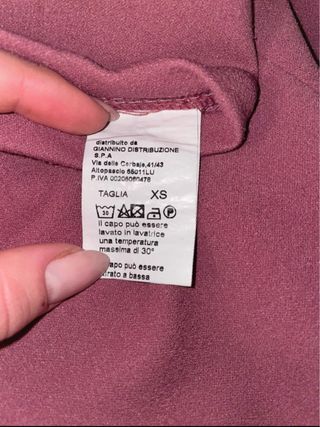 distribuito da
GIANNINO DISTRIBUZIONE
S.P.A
Via delle Cerbaie,41/43
Altopascio 55011LU
P.IVA 00206060476
TAGLIA XS
30 P
il capo può essere
lavato in lavatrice
una temperatura
massima di 30°
capo può essere
stirato a bassa